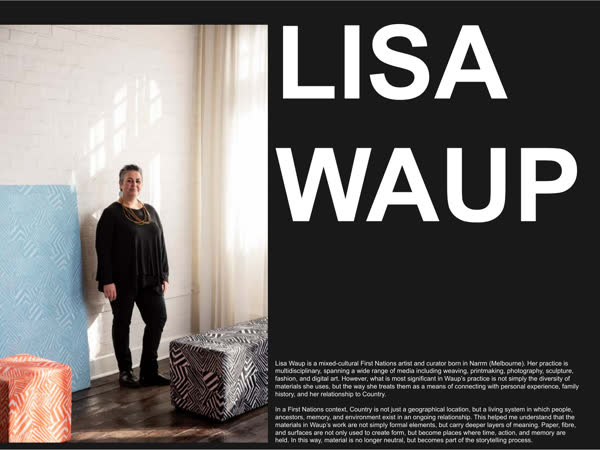 LISA
WAUP
Lisa Waup is a mixed-cultural First Nations artist and curator born in Narrm (Melbourne). Her practice is
multidisciplinary, spanning a wide range of media including weaving, printmaking, photography, sculpture,
fashion, and digital art. However, what is most significant in Waup's practice is not simply the diversity of
materials she uses, but the way she treats them as a means of connecting with personal experience, family
history, and her relationship to Country.
In a First Nations context, Country is not just a geographical location, but a living system in which people,
ancestors, memory, and environment exist in an ongoing relationship. This helped me understand that the
materials in Waup's work are not simply formal elements, but carry deeper layers of meaning. Paper, fibre,
and surfaces are not only used to create form, but become places where time, action, and memory are
held. In this way, material is no longer neutral, but becomes part of the storytelling process.